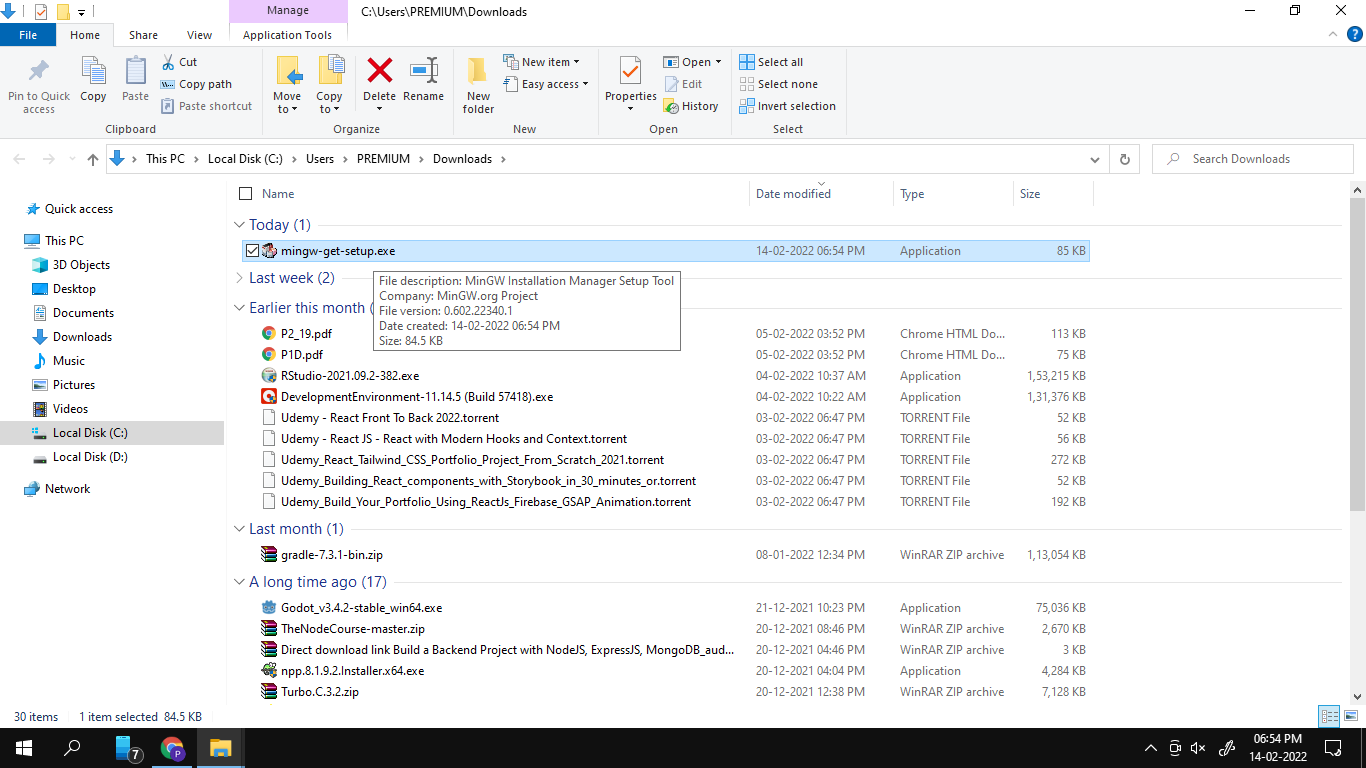 Manage
C:\Users\PREMIUM\Downloads
File
Home
Share
View
Application Tools
Pin to Quick access
Copy
Paste
Cut
Copy path
Paste shortcut
Clipboard
Move to
Copy to
Delete
Rename
Organize
New folder
New item
Easy access
New
Properties
Open
Edit
History
Open
Select all
Select none
Invert selection
Select
This PC > Local Disk (C:) > Users > PREMIUM > Downloads >
Search Downloads
Quick access
This PC
3D Objects
Desktop
Documents
Downloads
Music
Pictures
Videos
Local Disk (C:)
Local Disk (D:)
Network
Name Date modified Type Size
Today (1)
mingw-get-setup.exe 14-02-2022 06:54 PM Application 85 KB
Last week (2)
File description: MinGW Installation Manager Setup Tool
Company: MinGW.org Project
File version: 0.602.22340.1
Date created: 14-02-2022 06:54 PM
Size: 84.5 KB
Earlier this month (
P2_19.pdf 05-02-2022 03:52 PM Chrome HTML Do... 113 KB
P1D.pdf 05-02-2022 03:52 PM Chrome HTML Do... 75 KB
RStudio-2021.09.2-382.exe 04-02-2022 10:37 AM Application 1,53,215 KB
DevelopmentEnvironment-11.14.5 (Build 57418).exe 04-02-2022 10:22 AM Application 1,31,376 KB
Udemy - React Front To Back 2022.torrent 03-02-2022 06:47 PM TORRENT File 52 KB
Udemy - React JS - React with Modern Hooks and Context.torrent 03-02-2022 06:47 PM TORRENT File 56 KB
Udemy_React_Tailwind_CSS_Portfolio_Project_From_Scratch_2021.torrent 03-02-2022 06:47 PM TORRENT File 272 KB
Udemy_Building_React_components_with_Storybook_in_30_minutes_or.torrent 03-02-2022 06:47 PM TORRENT File 52 KB
Udemy_Build_Your_Portfolio_Using_ReactJs_Firebase_GSAP_Animation.torrent 03-02-2022 06:47 PM TORRENT File 192 KB
Last month (1)
gradle-7.3.1-bin.zip 08-01-2022 12:34 PM WinRAR ZIP archive 1,13,054 KB
A long time ago (17)
Godot_v3.4.2-stable_win64.exe 21-12-2021 10:23 PM Application 75,036 KB
TheNodeCourse-master.zip 20-12-2021 08:46 PM WinRAR ZIP archive 2,670 KB
Direct download link Build a Backend Project with NodeJS, ExpressJS, MongoDB_aud... 20-12-2021 04:46 PM WinRAR ZIP archive 3 KB
npp.8.1.9.2.Installer.x64.exe 20-12-2021 04:04 PM Application 4,284 KB
Turbo.C.3.2.zip 20-12-2021 12:38 PM WinRAR ZIP archive 7,128 KB
30 items 1 item selected 84.5 KB
7
P
06:54 PM
14-02-2022